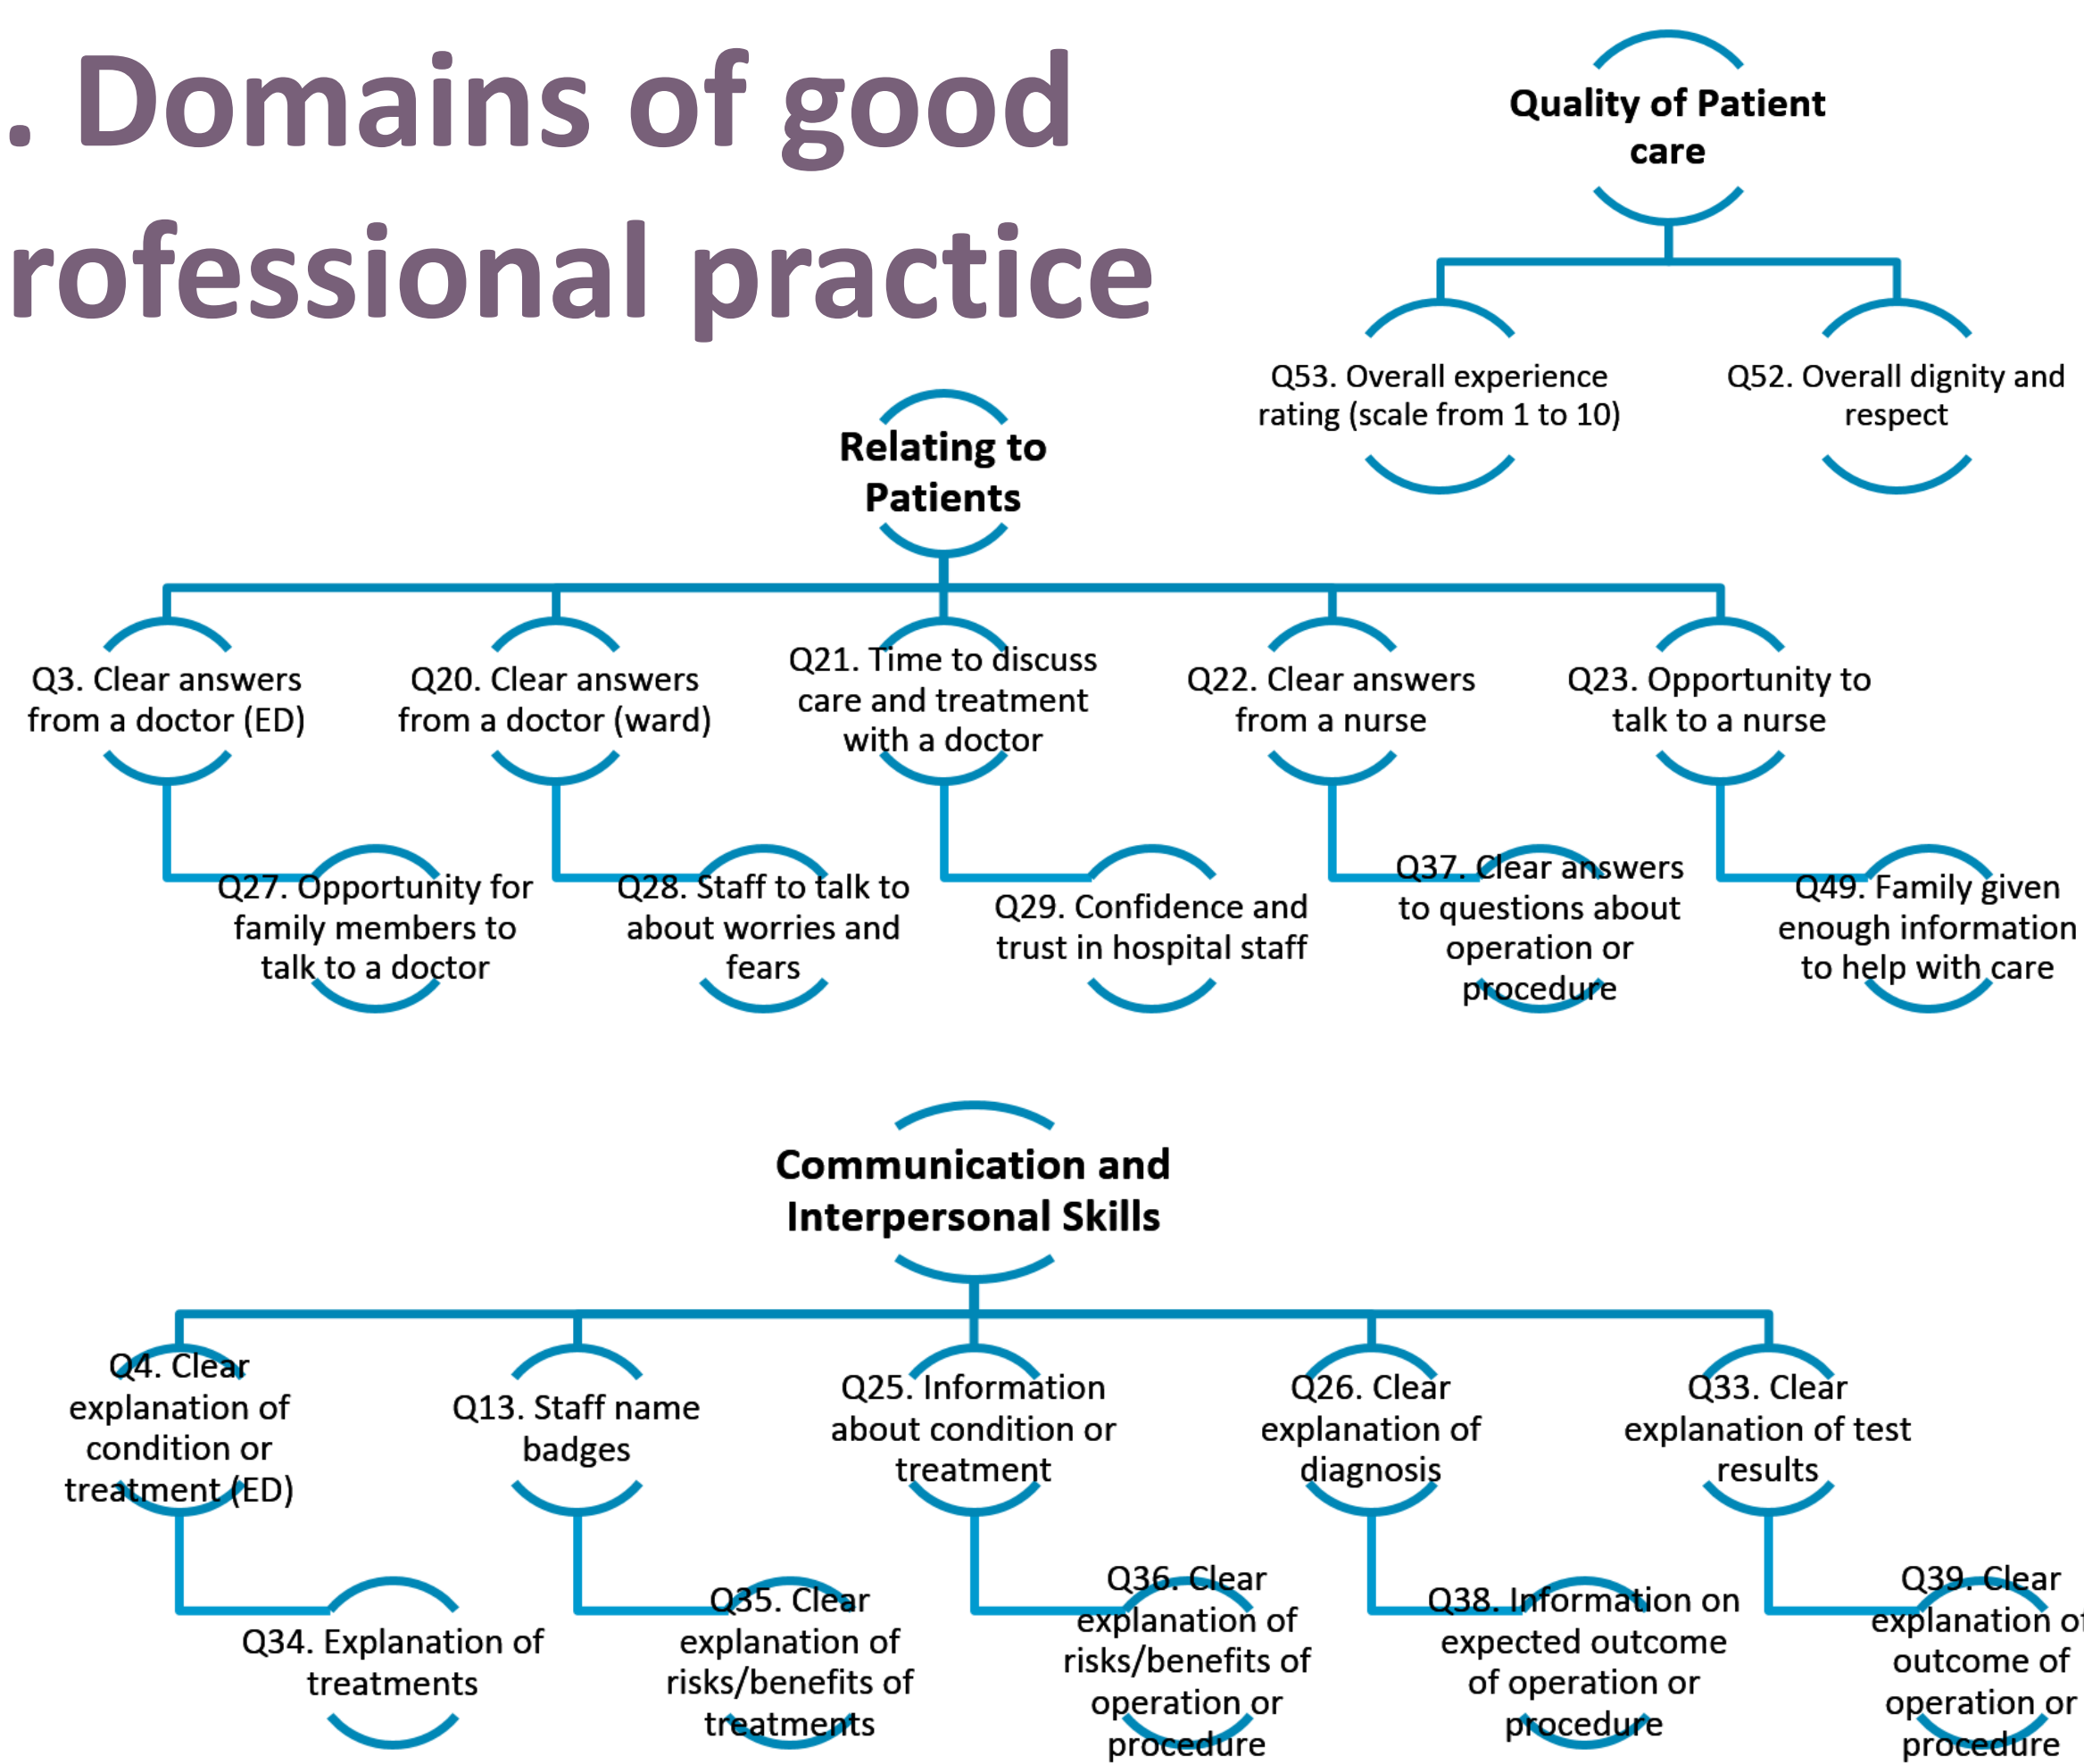 . Domains of good
rofessional practice
Quality of Patient
care
Q53. Overall experience
rating (scale from 1 to 10)
Q52. Overall dignity and
respect
Relating to
Patients
Q3. Clear answers
from a doctor (ED)
Q20. Clear answers
from a doctor (ward)
Q21. Time to discuss
care and treatment
with a doctor
Q22. Clear answers
from a nurse
Q23. Opportunity to
talk to a nurse
Q27. Opportunity for
family members to
talk to a doctor
Q28. Staff to talk to
about worries and
fears
Q29. Confidence and
trust in hospital staff
Q37. Clear answers
to questions about
operation or
procedure
Q49. Family given
enough information
to help with care
Communication and
Interpersonal Skills
Q4. Clear
explanation of
condition or
treatment (ED)
Q13. Staff name
badges
Q25. Information
about condition or
treatment
Q26. Clear
explanation of
diagnosis
Q33. Clear
explanation of test
results
Q34. Explanation of
treatments
Q35. Clear
explanation of
risks/benefits of
treatments
Q36. Clear
explanation of
risks/benefits of
operation or
procedure
Q38. Information on
expected outcome
of operation or
procedure
Q39. Clear
explanation of
outcome of
operation or
procedure